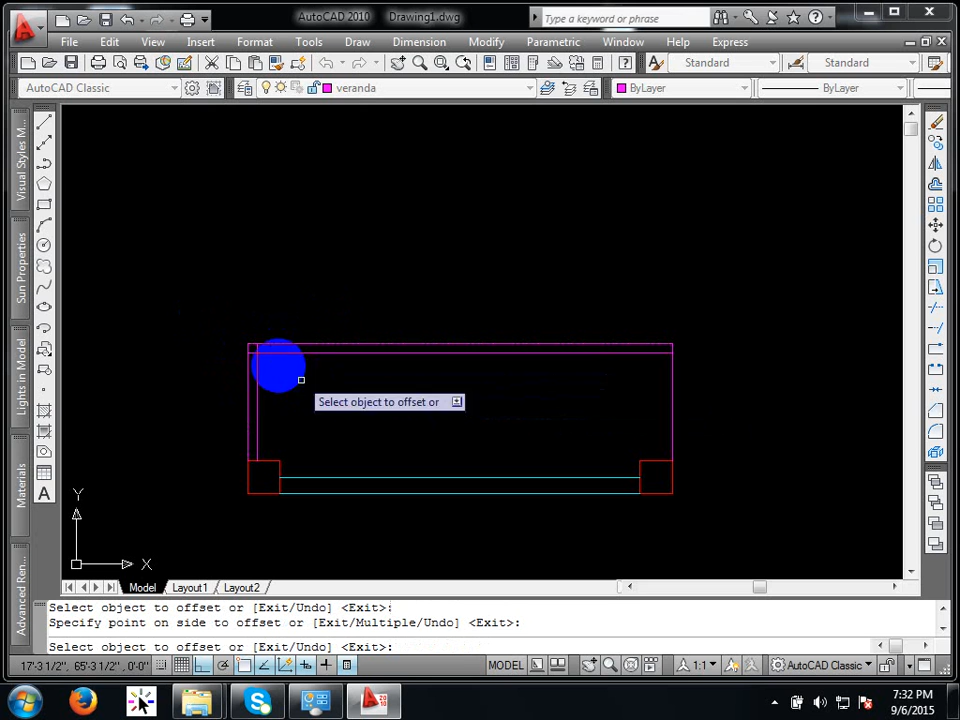 AutoCAD 2010 Drawing1.dwg
Type a keyword or phrase
File Edit View Insert Format Tools Draw Dimension Modify Parametric Window Help Express
Standard Standard
AutoCAD Classic veranda ByLayer ByLayer
Visual Styles M...
Sun Properties
Lights in Model
Materials
Advanced Ren...
Select object to offset or
Y
X
Model Layout1 Layout2
Select object to offset or [Exit/Undo] <Exit>:
Specify point on side to offset or [Exit/Multiple/Undo] <Exit>:
Select object to offset or [Exit/Undo] <Exit>:
17'-3 1/2", 65'-3 1/2", 0'-0" MODEL 1:1 AutoCAD Classic
7:32 PM
9/6/2015